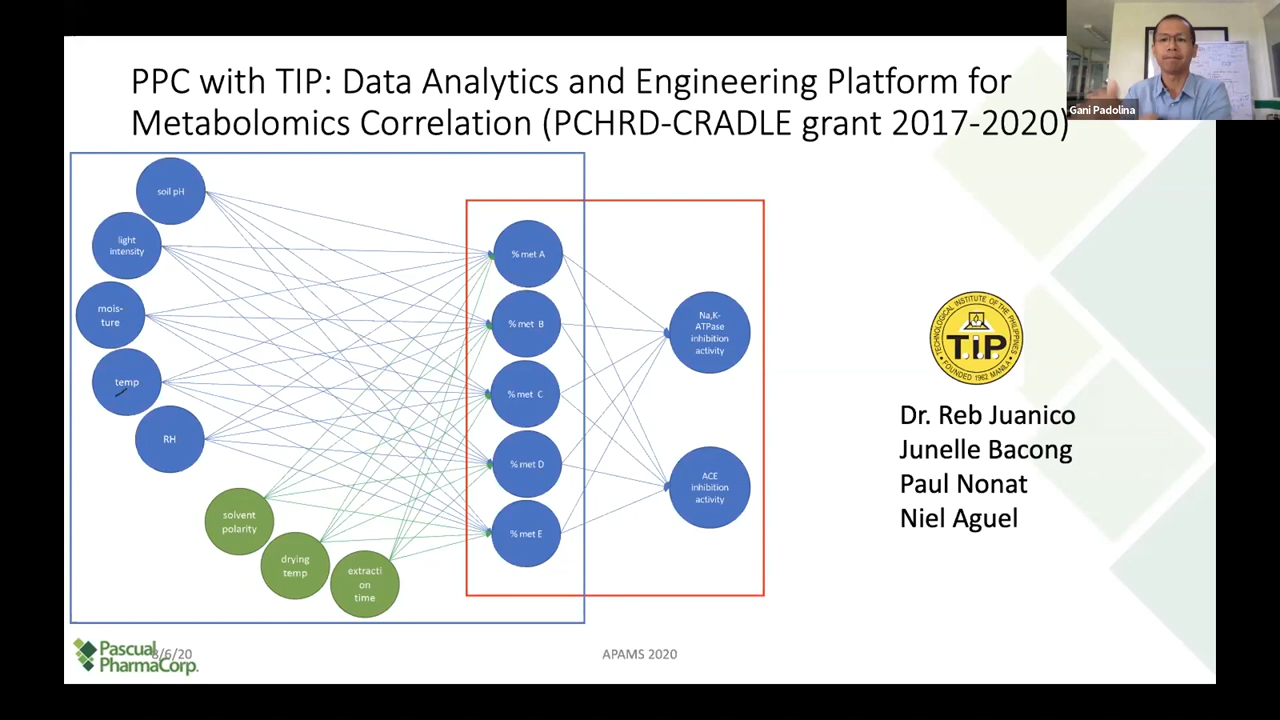 PPC with TIP: Data Analytics and Engineering Platform for
Metabolomics Correlation (PCHRD-CRADLE grant 2017-2020)
Gani Padolina
soil pH
light
intensity
mois-
ture
temp
RH
solvent
polarity
drying
temp
extracti
on
time
% met A
% met B
% met C
% met D
% met E
Na,K-
ATPase
inhibition
activity
ACE
inhibition
activity
TECHNOLOGICAL INSTITUTE OF THE PHILIPPINES
T.I.P
FOUNDED 1962 MANILA
Dr. Reb Juanico
Junelle Bacong
Paul Nonat
Niel Aguel
Pascual
PharmaCorp.
8/6/20
APAMS 2020